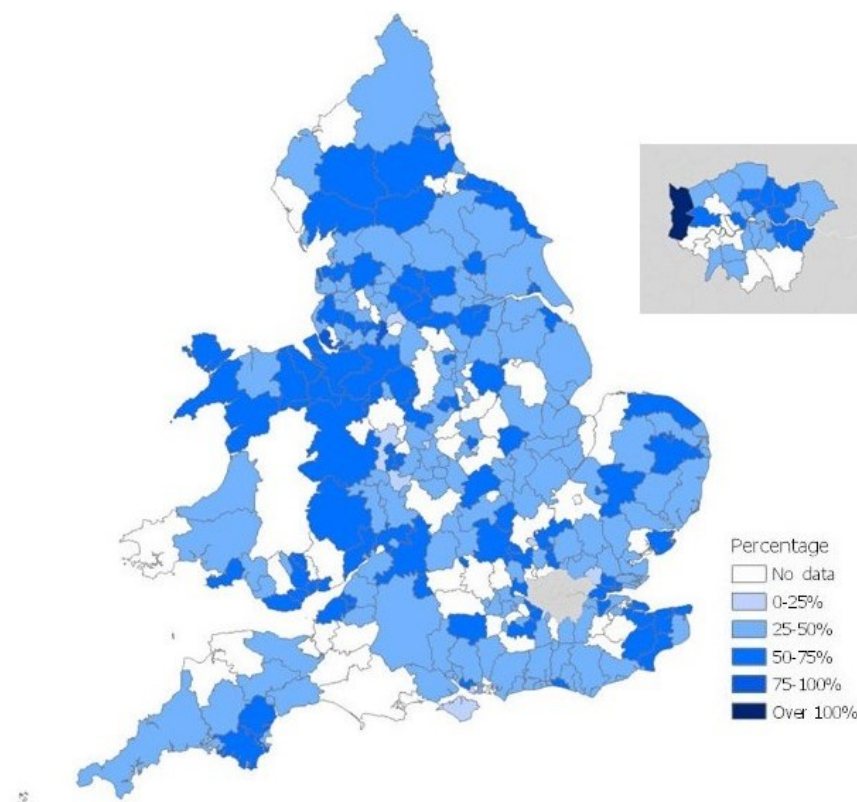 Percentage
No data
0-25%
25-50%
50-75%
75-100%
Over 100%